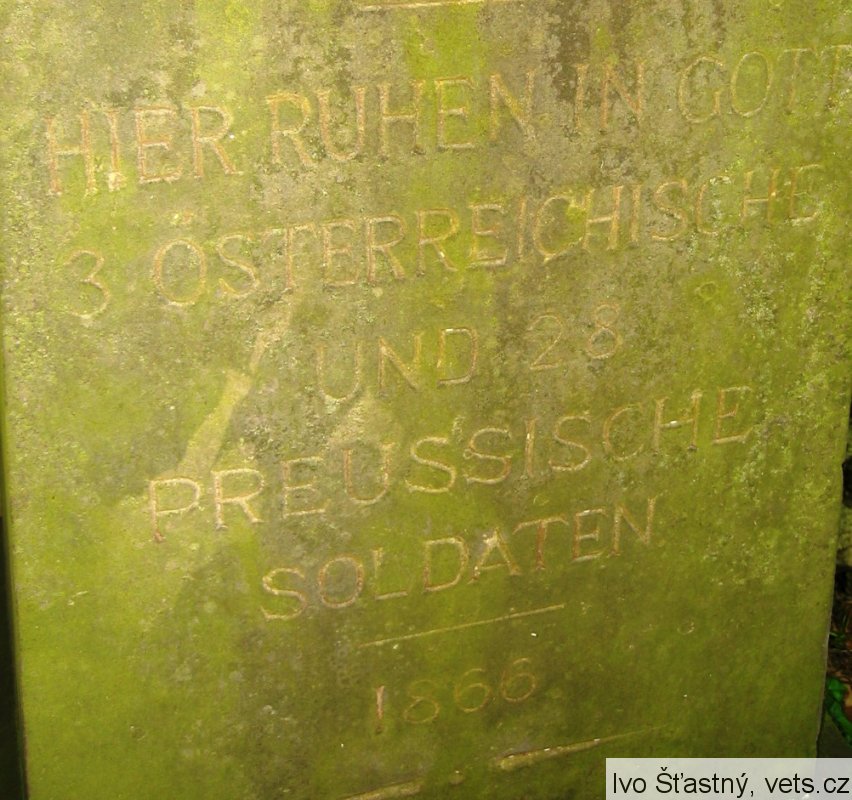 HIER RUHEN IN GOTT
3 ÖSTERREICHISCHE
UND 28
PREUSSISCHE
SOLDATEN
1866
Ivo Šťastný, vets.cz